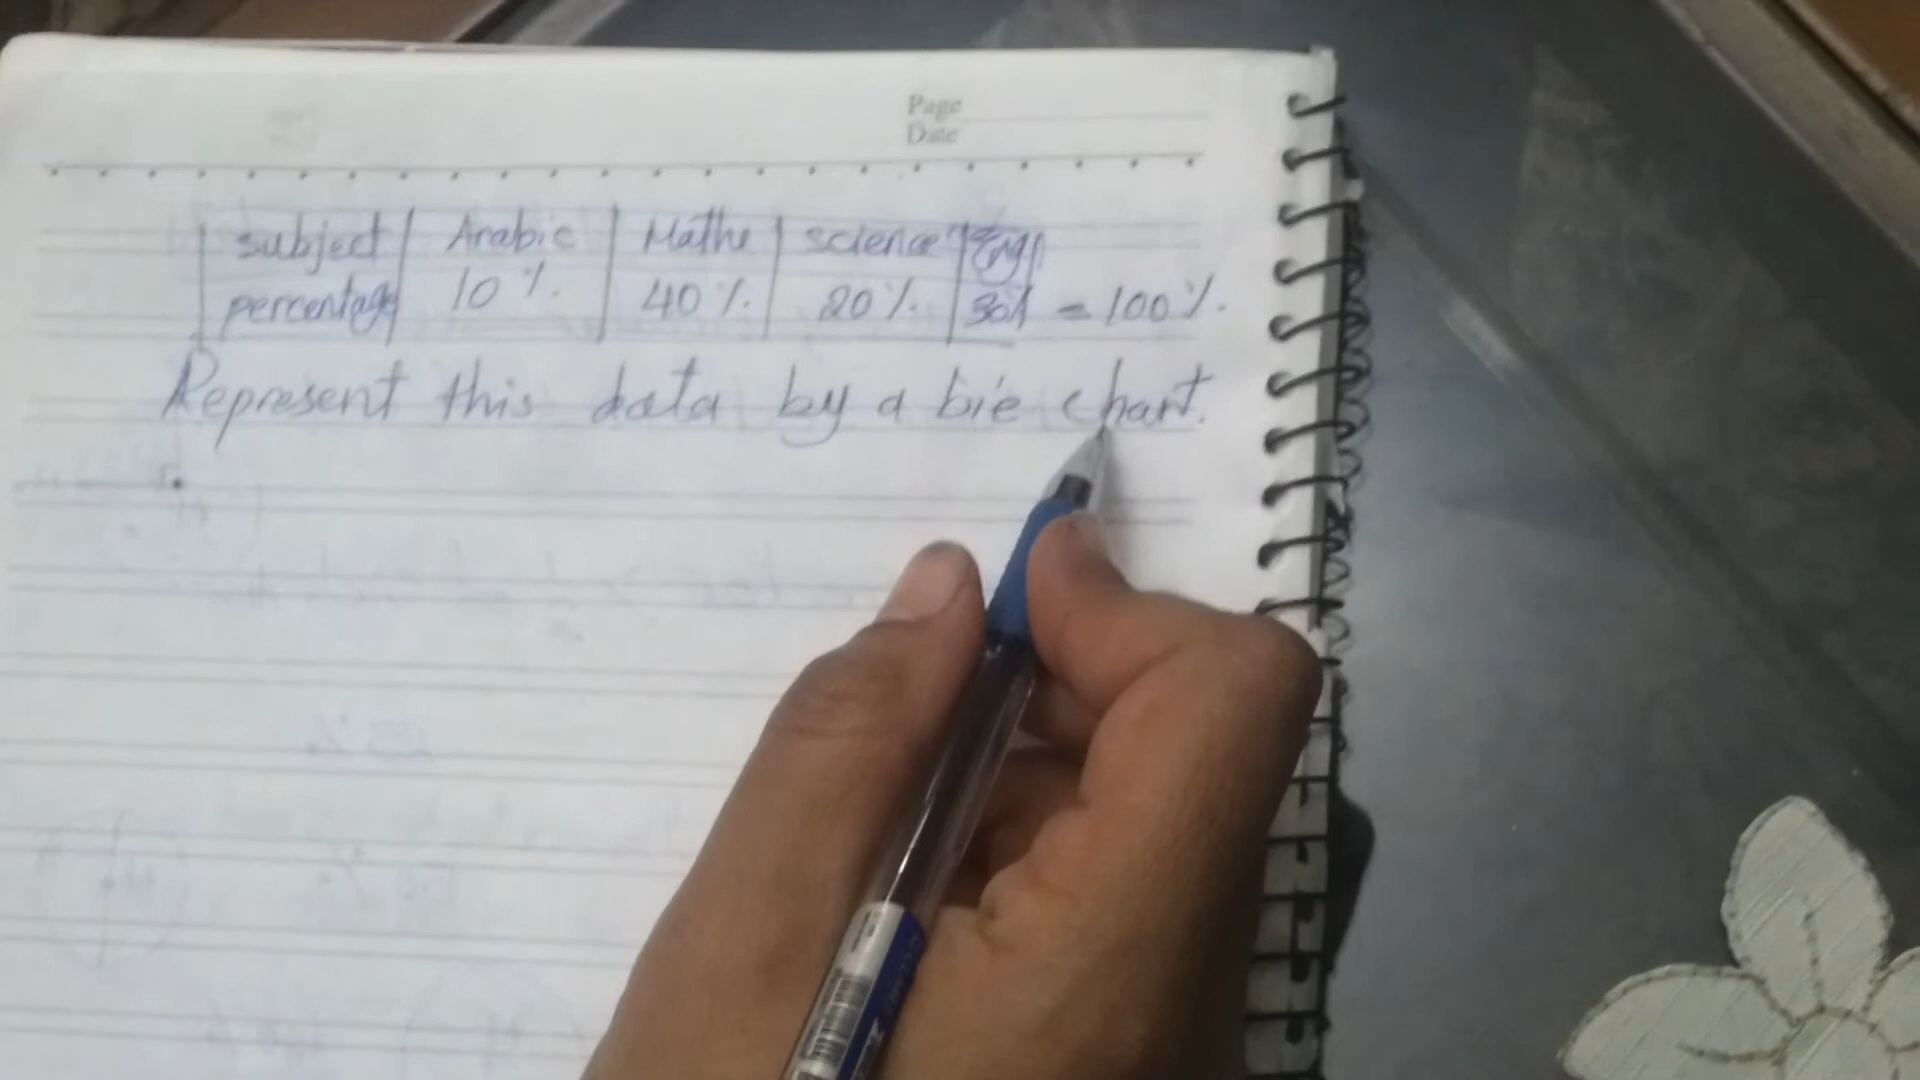 Page
Date
subject Arabic Maths science Eng
percentage 10% 40% 20% 30% = 100%.
Represent this data by a bie chart.